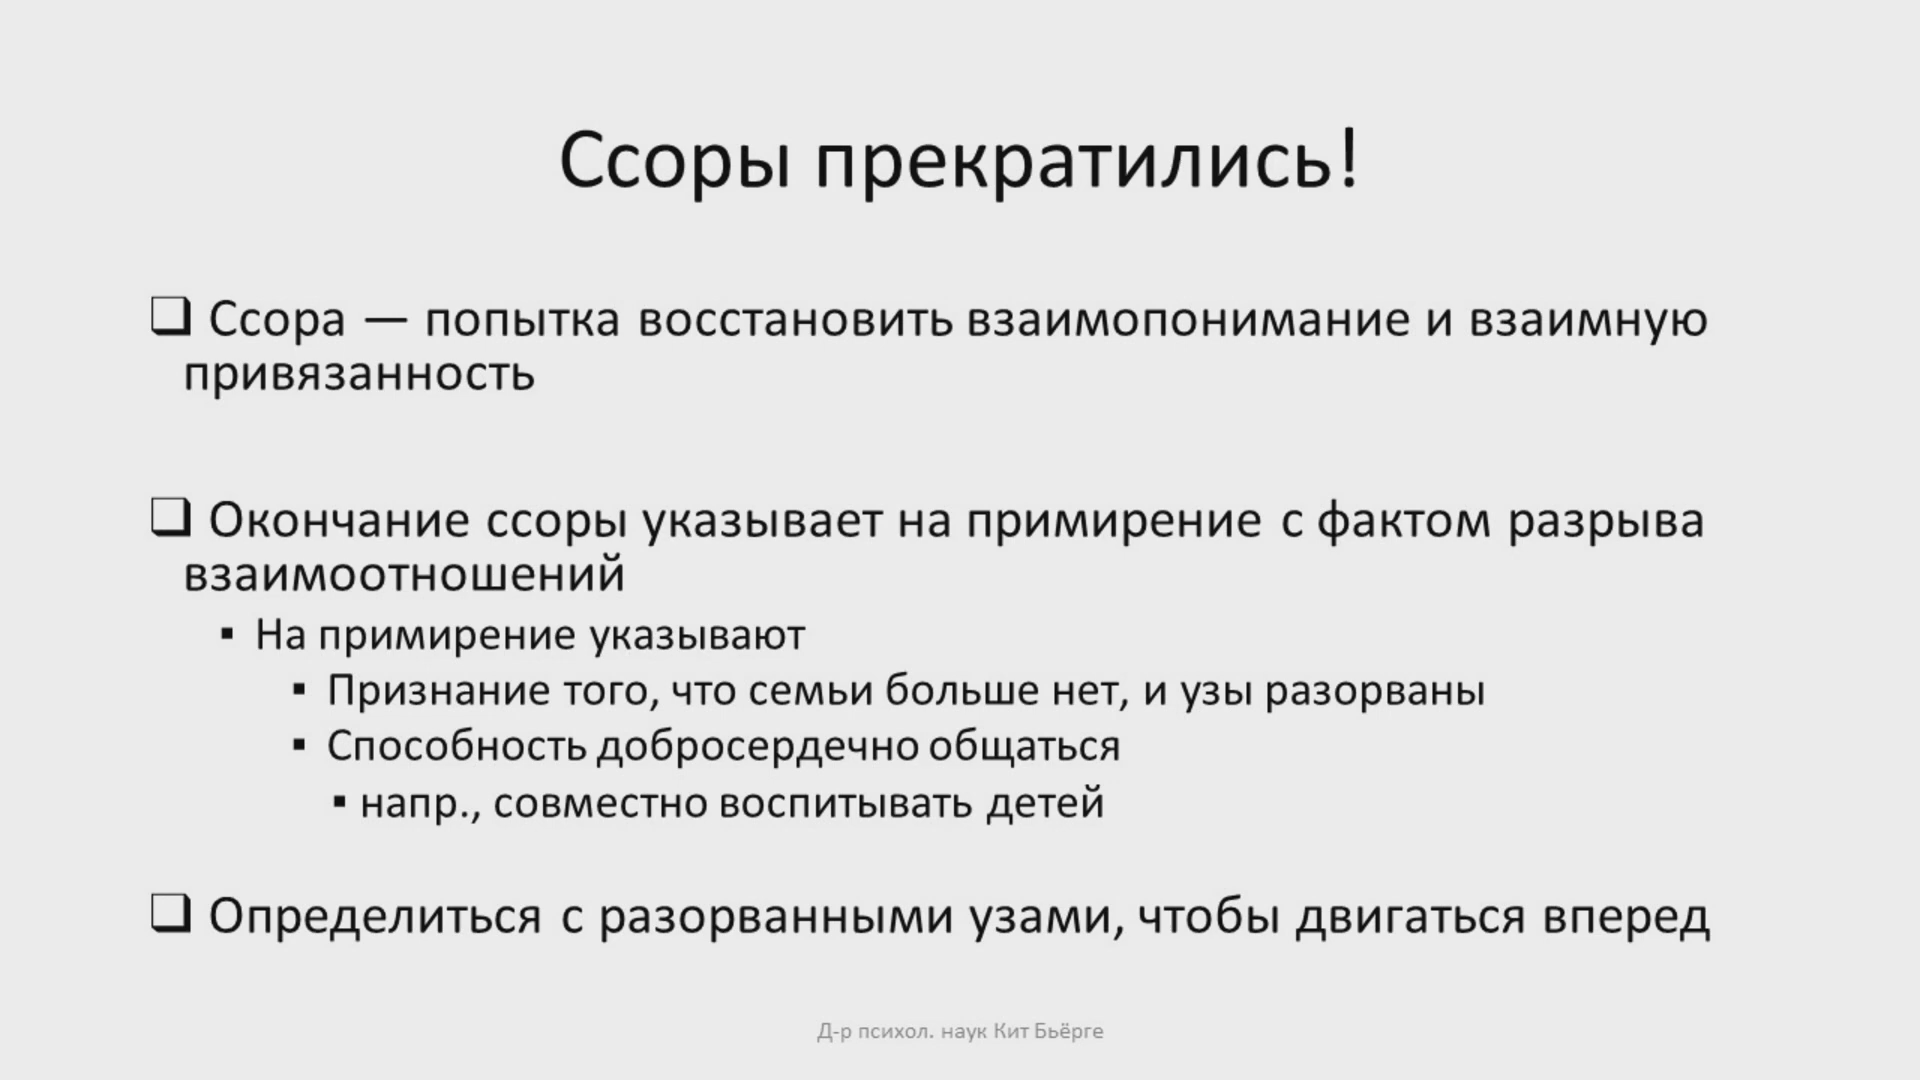 Ссоры прекратились!
❑ Ссора — попытка восстановить взаимопонимание и взаимную
привязанность
❑ Окончание ссоры указывает на примирение с фактом разрыва
взаимоотношений
▪ На примирение указывают
▪ Признание того, что семьи больше нет, и узы разорваны
▪ Способность добросердечно общаться
▪ напр., совместно воспитывать детей
❑ Определиться с разорванными узами, чтобы двигаться вперед
Д-р психол. наук Кит Бьёрге